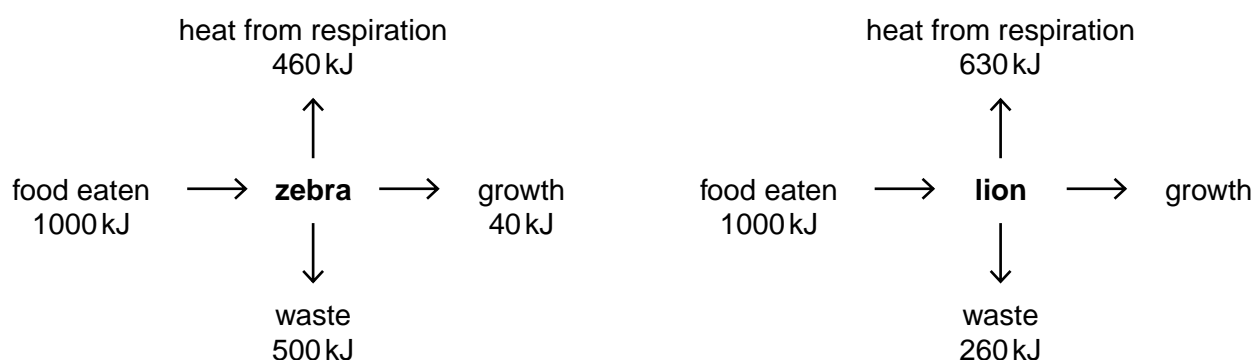 heat from respiration
460 kJ
food eaten
1000 kJ
zebra
growth
40 kJ
waste
500 kJ
heat from respiration
630 kJ
food eaten
1000 kJ
lion
growth
waste
260 kJ